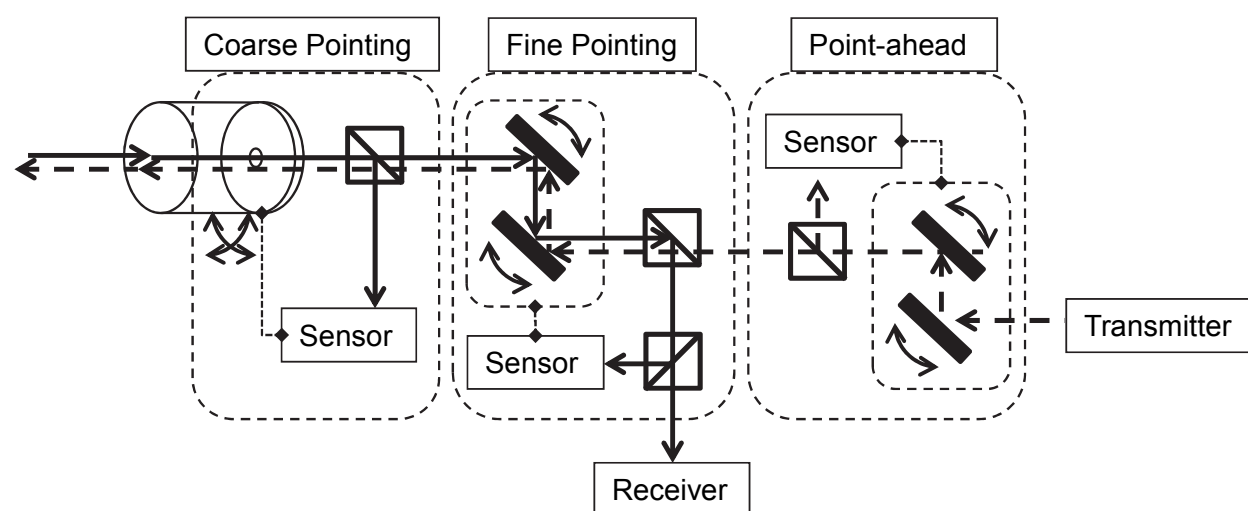 Coarse Pointing
Fine Pointing
Point-ahead
Sensor
Sensor
Sensor
Transmitter
Receiver